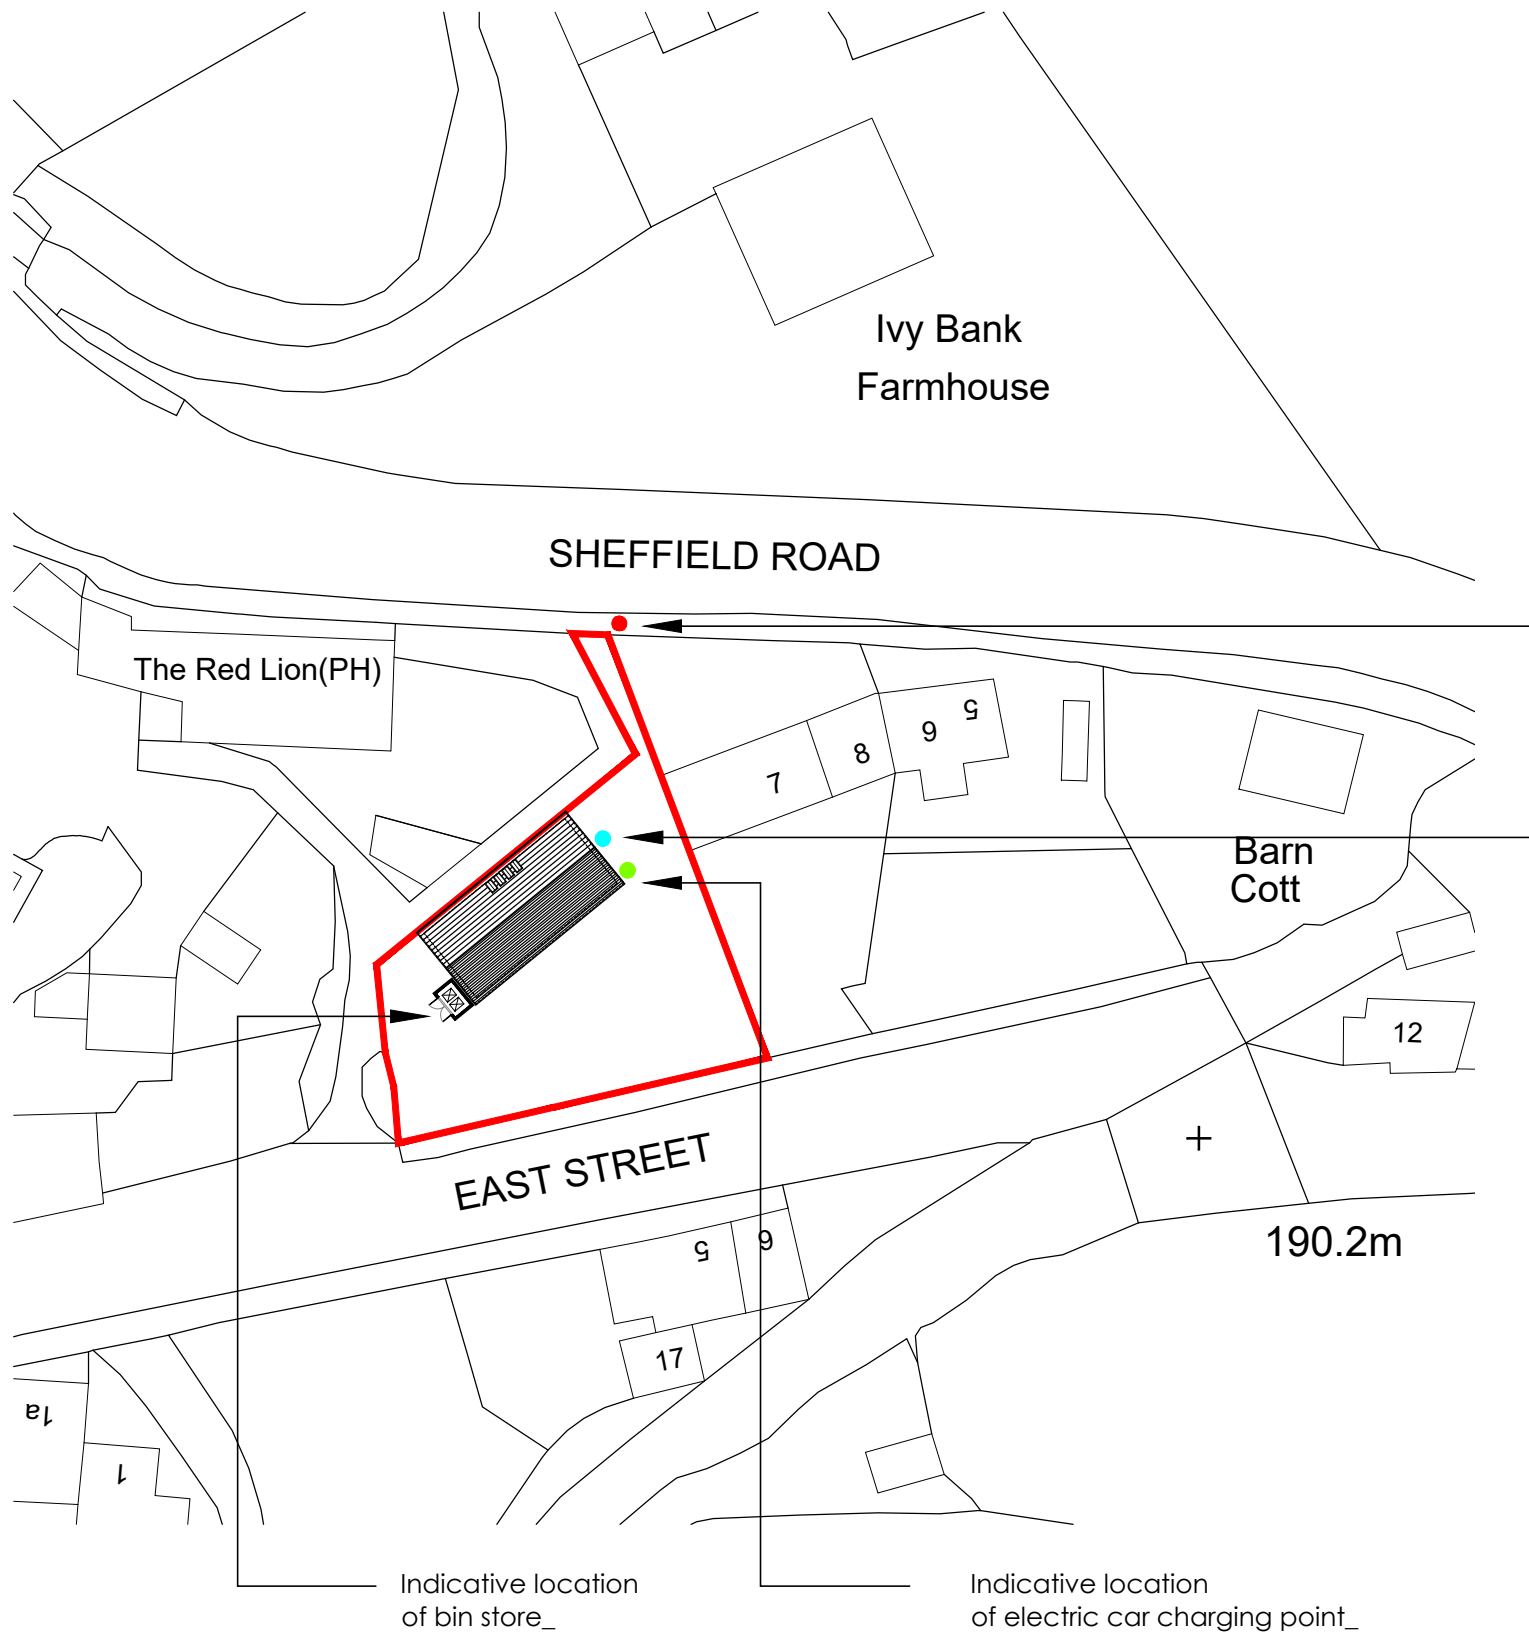 Ivy Bank
Farmhouse
SHEFFIELD ROAD
The Red Lion(PH)
5
6
8
7
Barn
Cott
12
EAST STREET
190.2m
5
6
17
1a
1
Indicative location
of bin store_
Indicative location
of electric car charging point_